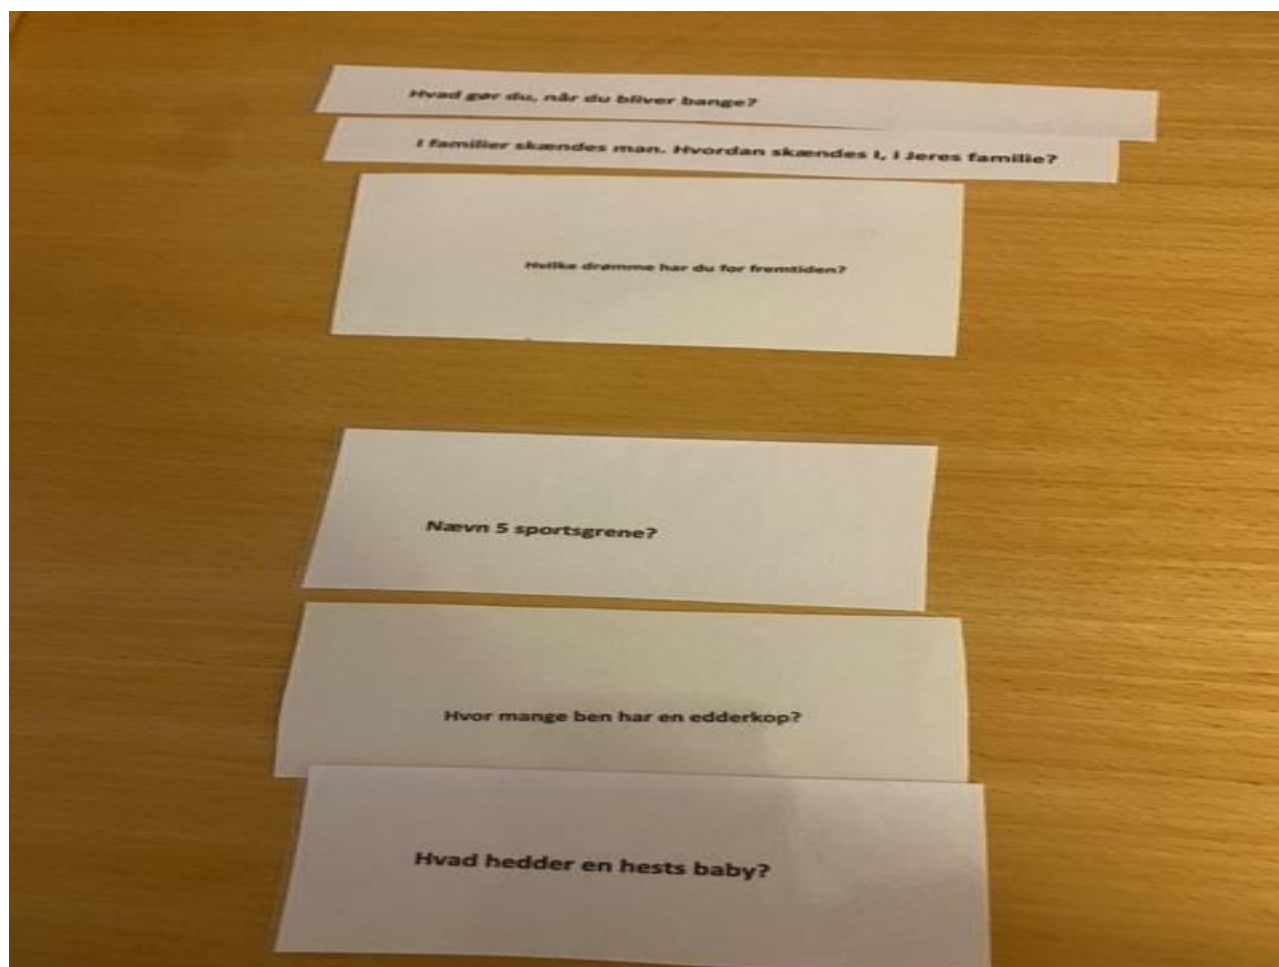 Hvad gør du, når du bliver bange?
I familier skændes man. Hvordan skændes I, i Jeres familie?
Hvilke drømme har du for fremtiden?
Nævn 5 sportsgrene?
Hvor mange ben har en edderkop?
Hvad hedder en hests baby?